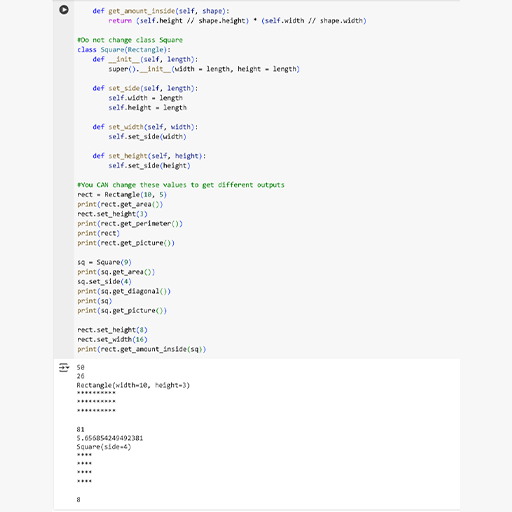 def get_amount_inside(self, shape):
return (self.height // shape.height) * (self.width // shape.width)
#Do not change class Square
class Square(Rectangle):
def __init__(self, length):
super().__init__(width = length, height = length)
def set_side(self, length):
self.width = length
self.height = length
def set_width(self, width):
self.set_side(width)
def set_height(self, height):
self.set_side(height)
#You CAN change these values to get different outputs
rect = Rectangle(10, 5)
print(rect.get_area())
rect.set_height(3)
print(rect.get_perimeter())
print(rect)
print(rect.get_picture())
sq = Square(9)
print(sq.get_area())
sq.set_side(4)
print(sq.get_diagonal())
print(sq)
print(sq.get_picture())
rect.set_height(8)
rect.set_width(16)
print(rect.get_amount_inside(sq))
50
26
Rectangle(width=10, height=3)
**********
**********
**********
81
5.656854249492381
Square(side=4)
****
****
****
****
8